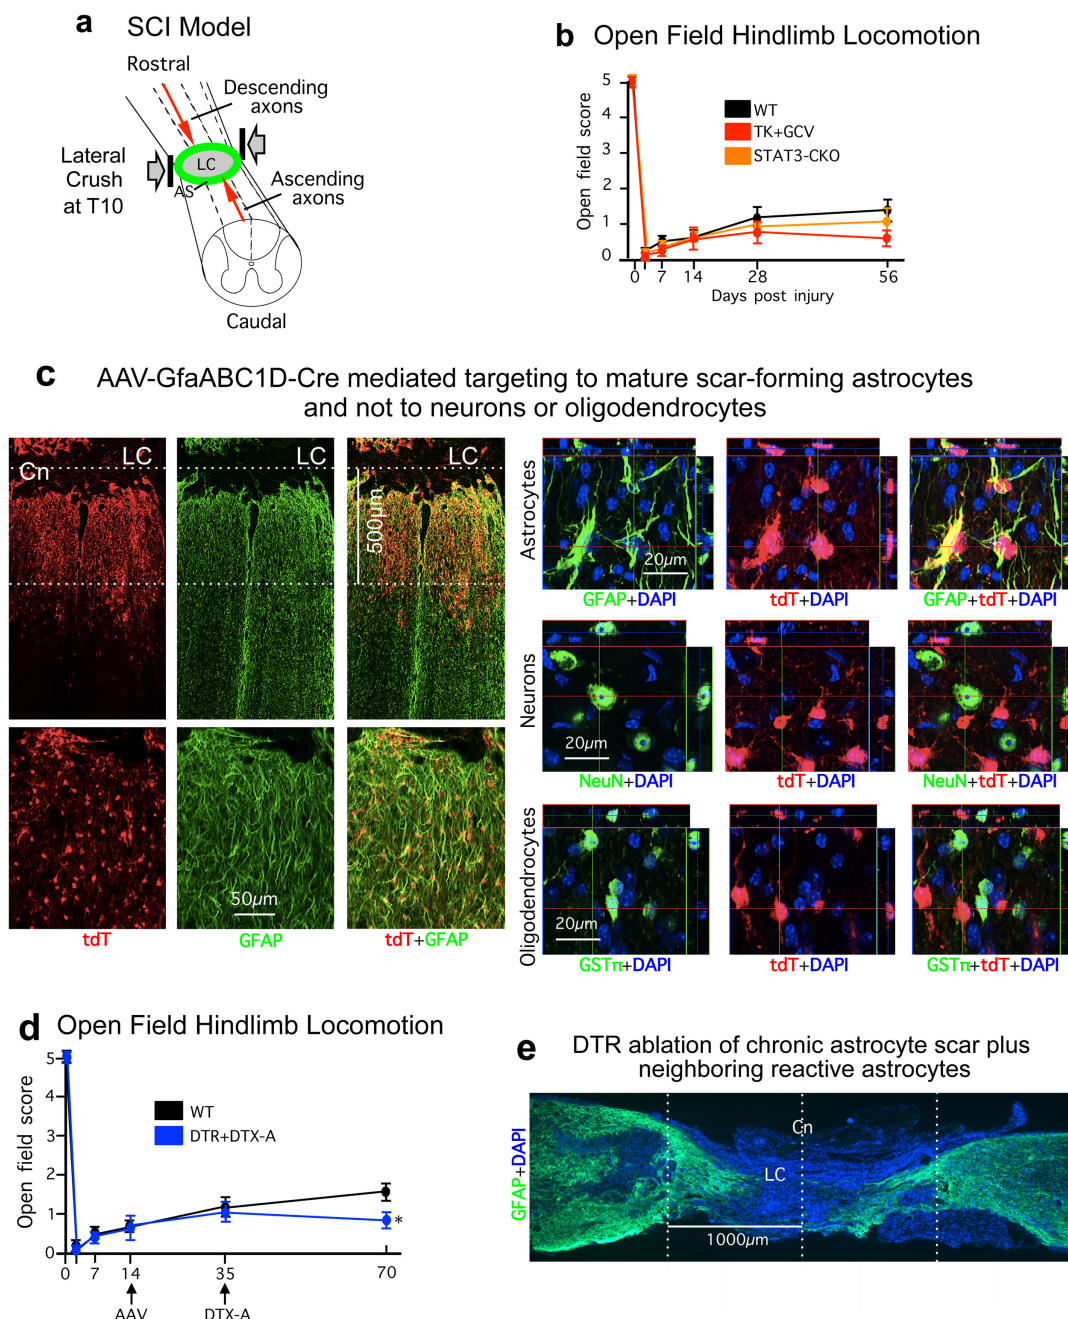 a SCI Model
Rostral
Descending
axons
Lateral
Crush
at T10
LC
AS
Ascending
axons
Caudal
b Open Field Hindlimb Locomotion
Open field score
5
4
3
2
1
0
WT
TK+GCV
STAT3-CKO
0 7 14 28 56
Days post injury
c AAV-GfaABC1D-Cre mediated targeting to mature scar-forming astrocytes
and not to neurons or oligodendrocytes
Cn LC
LC
LC
500µm
50µm
tdT
GFAP
tdT+GFAP
Astrocytes
20µm
GFAP+DAPI
tdT+DAPI
GFAP+tdT+DAPI
Neurons
20µm
NeuN+DAPI
tdT+DAPI
NeuN+tdT+DAPI
Oligodendrocytes
20µm
GSTπ+DAPI
tdT+DAPI
GSTπ+tdT+DAPI
d Open Field Hindlimb Locomotion
Open field score
5
4
3
2
1
0
WT
DTR+DTX-A
*
0 7 14 35 70
AAV DTX-A
e DTR ablation of chronic astrocyte scar plus
neighboring reactive astrocytes
GFAP+DAPI
Cn
LC
1000µm